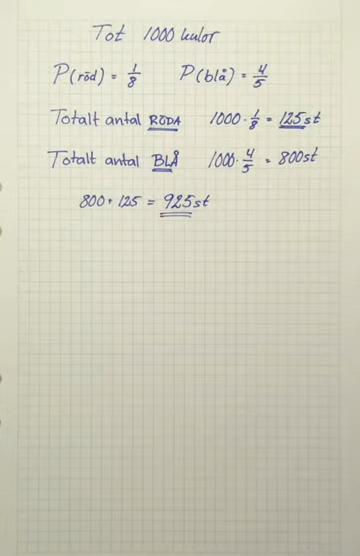 Tot 1000 kulor
P(röd) = 1/8 P(blå) = 4/5
Totalt antal RÖDA 1000 · 1/8 = 125st
Totalt antal BLÅ 1000 · 4/5 = 800st
800 + 125 = 925st